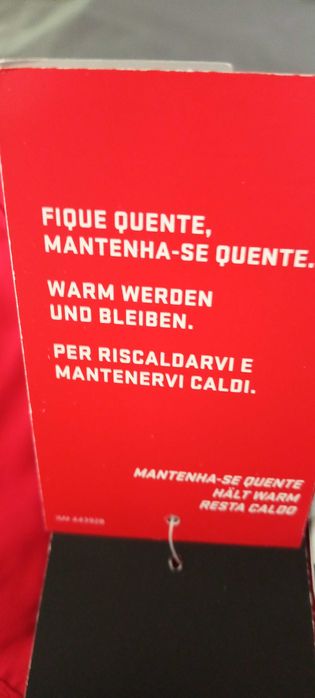 FIQUE QUENTE,
MANTENHA-SE QUENTE.
WARM WERDEN
UND BLEIBEN.
PER RISCALDARVI E
MANTENERVI CALDI.
MANTENHA-SE QUENTE
HÄLT WARM
RESTA CALDO
643928